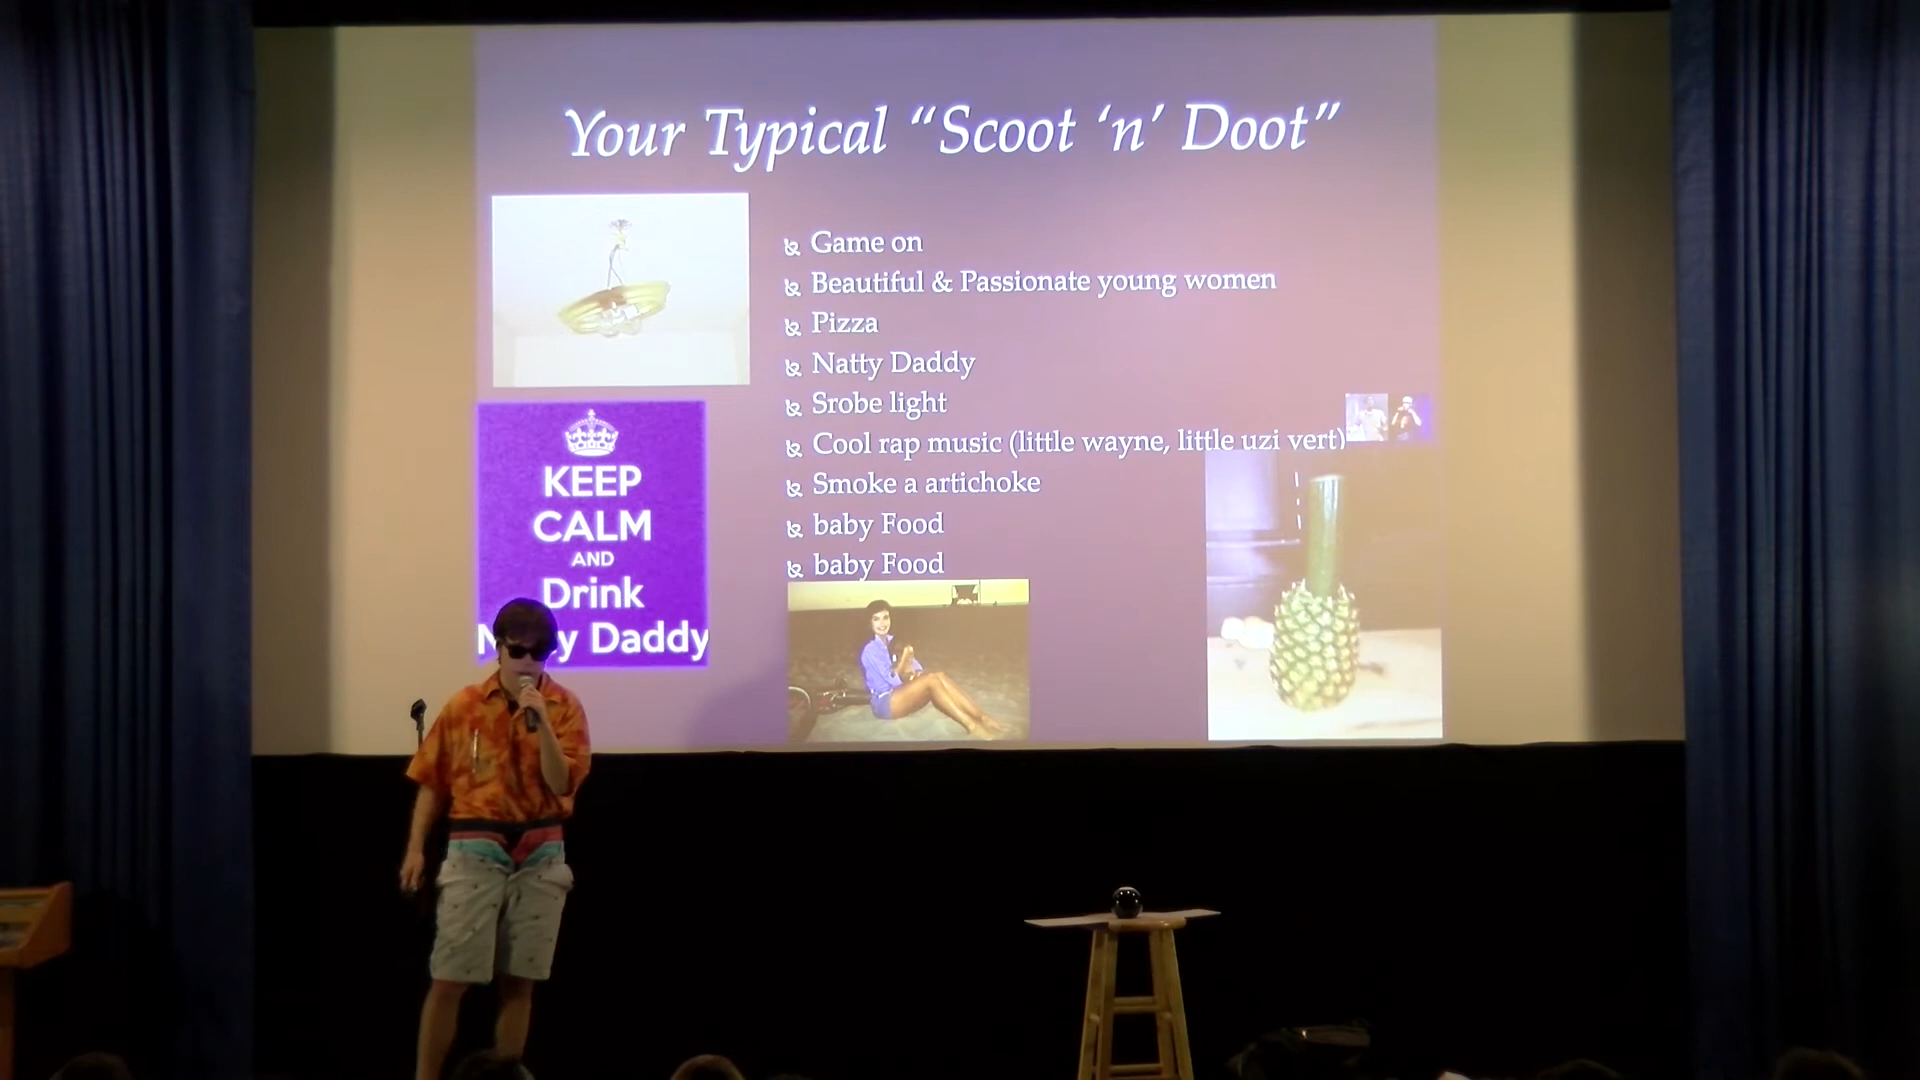 Your Typical “Scoot ‘n’ Doot”
Game on
Beautiful & Passionate young women
Pizza
Natty Daddy
Srobe light
Cool rap music (little wayne, little uzi vert)
Smoke a artichoke
baby Food
baby Food
KEEP
CALM
AND
Drink
Daddy